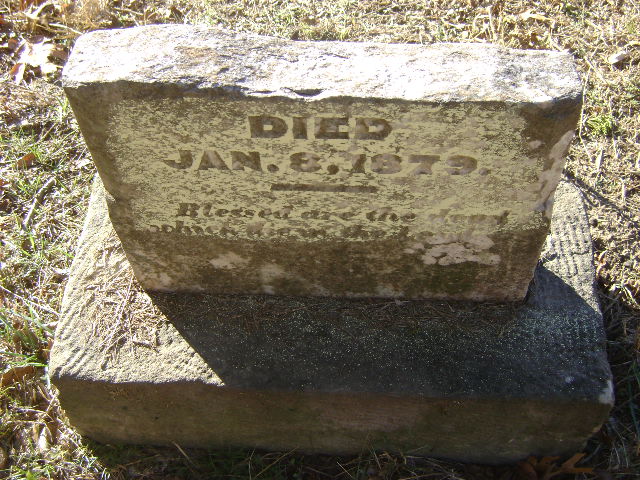 DIED
JAN. 8, 1879.
Blessed are the dead